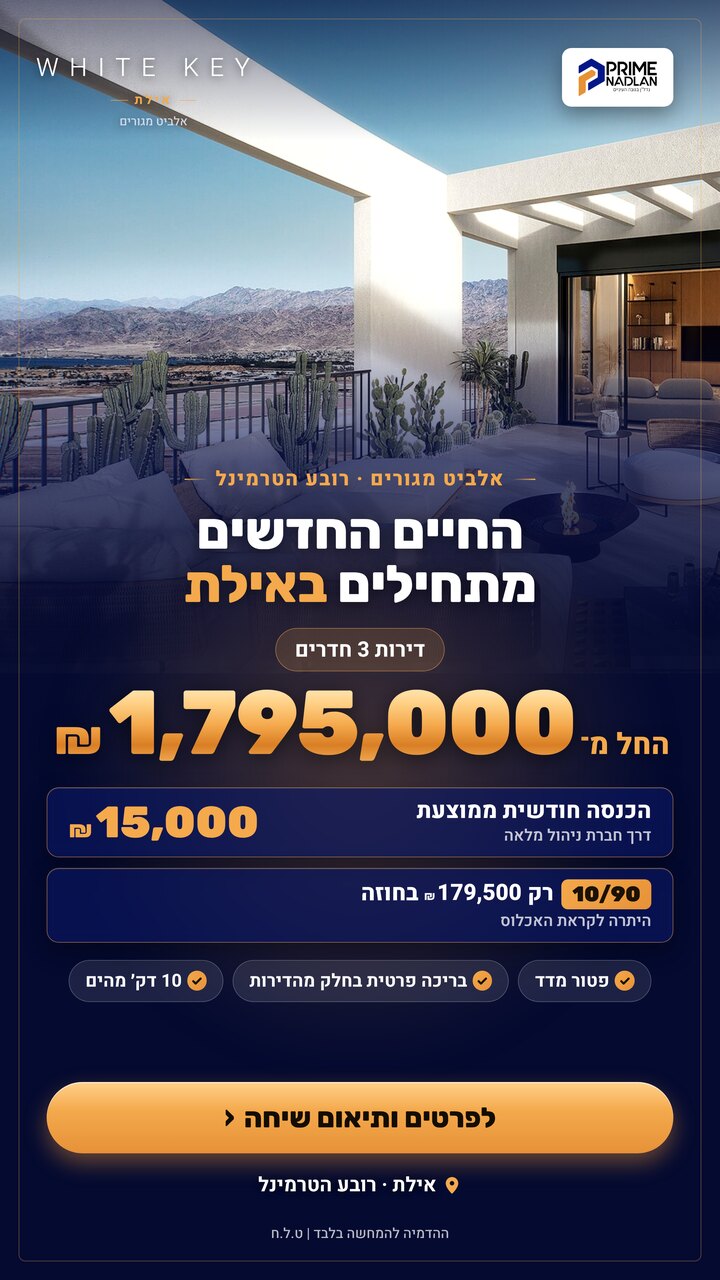 WHITE KEY
אילת
אלביט מגורים
PRIME
NADLAN
נדל"ן בגובה העיניים
אלביט מגורים · רובע הטרמינל
החיים החדשים
מתחילים באילת
דירות 3 חדרים
החל מ־1,795,000 ₪
הכנסה חודשית ממוצעת
דרך חברת ניהול מלאה
15,000 ₪
10/90 רק 179,500 ₪ בחוזה
היתרה לקראת האכלוס
פטור מדד
בריכה פרטית בחלק מהדירות
10 דק׳ מהים
לפרטים ותיאום שיחה ›
אילת · רובע הטרמינל
ההדמיה להמחשה בלבד | ט.ל.ח